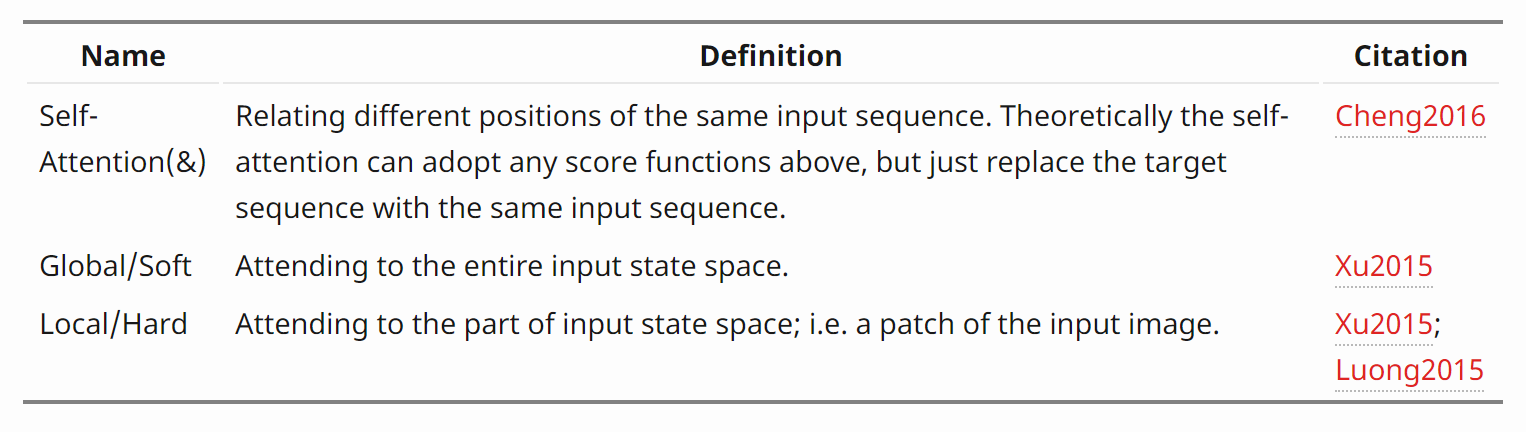 Name Definition Citation
Self- Relating different positions of the same input sequence. Theoretically the self- Cheng2016
Attention(&) attention can adopt any score functions above, but just replace the target
sequence with the same input sequence.
Global/Soft Attending to the entire input state space. Xu2015
Local/Hard Attending to the part of input state space; i.e. a patch of the input image. Xu2015;
Luong2015